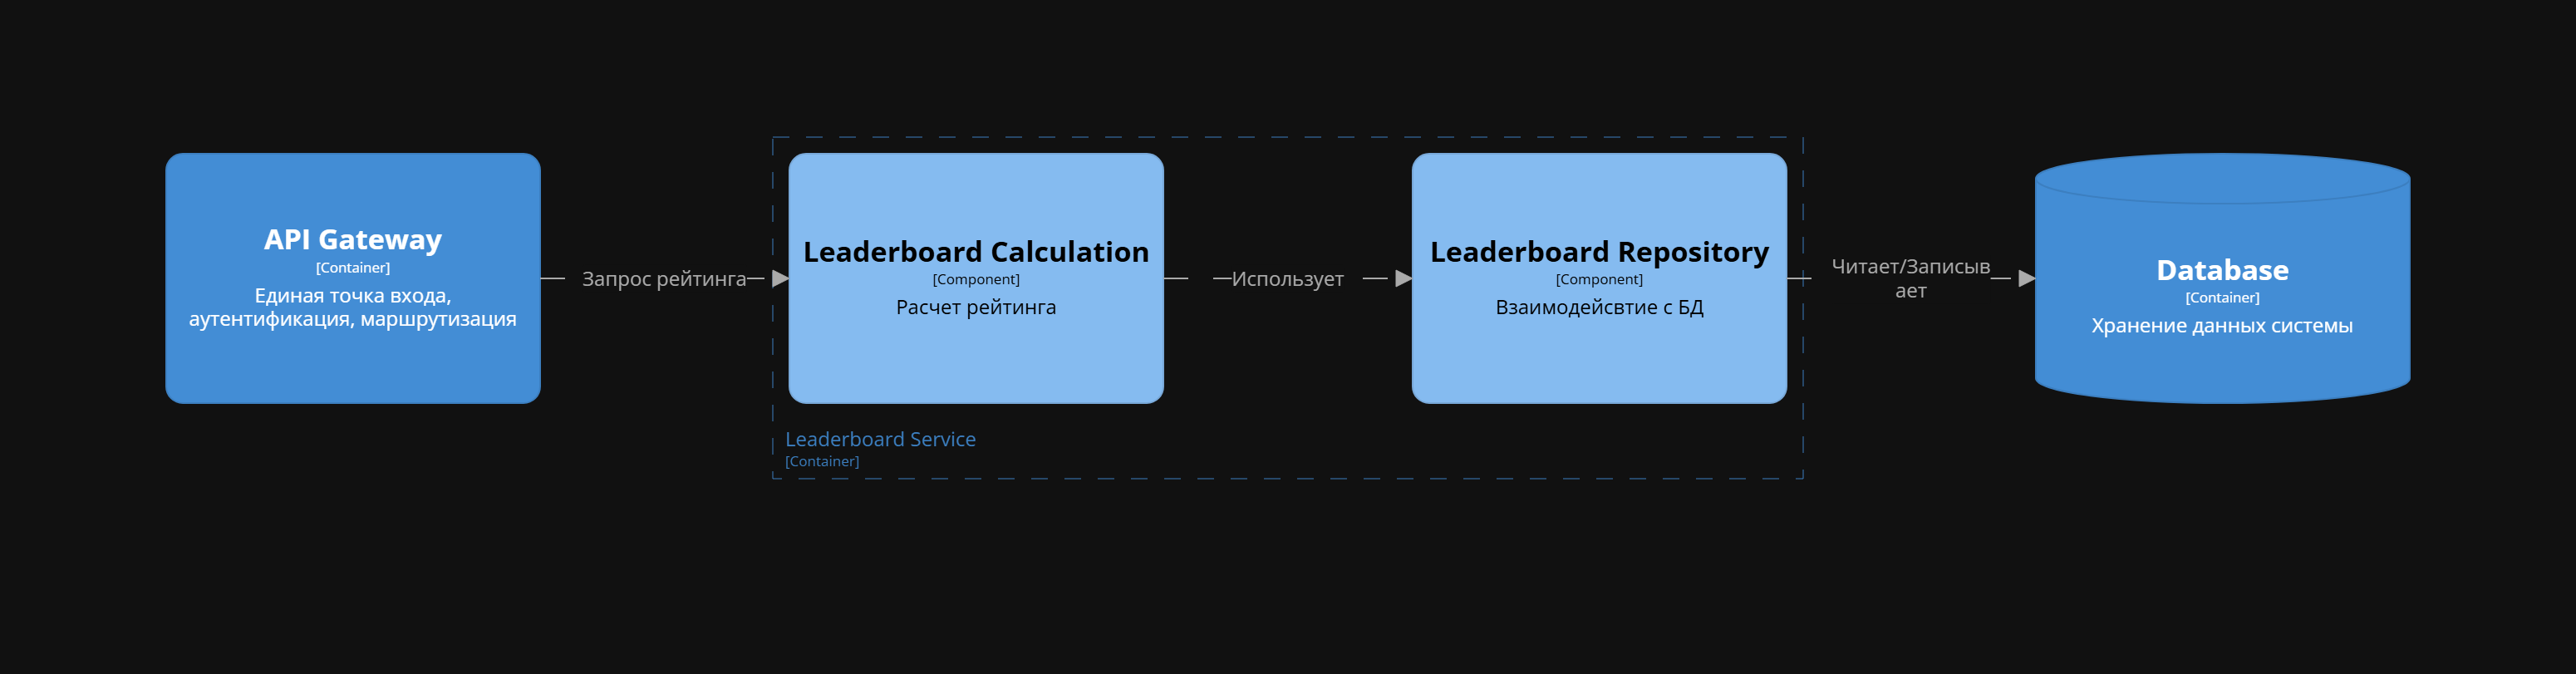 API Gateway
[Container]
Единая точка входа,
аутентификация, маршрутизация
Запрос рейтинга
Leaderboard Calculation
[Component]
Расчет рейтинга
Использует
Leaderboard Repository
[Component]
Взаимодейсвтие с БД
Leaderboard Service
[Container]
Читает/Записыв
ает
Database
[Container]
Хранение данных системы